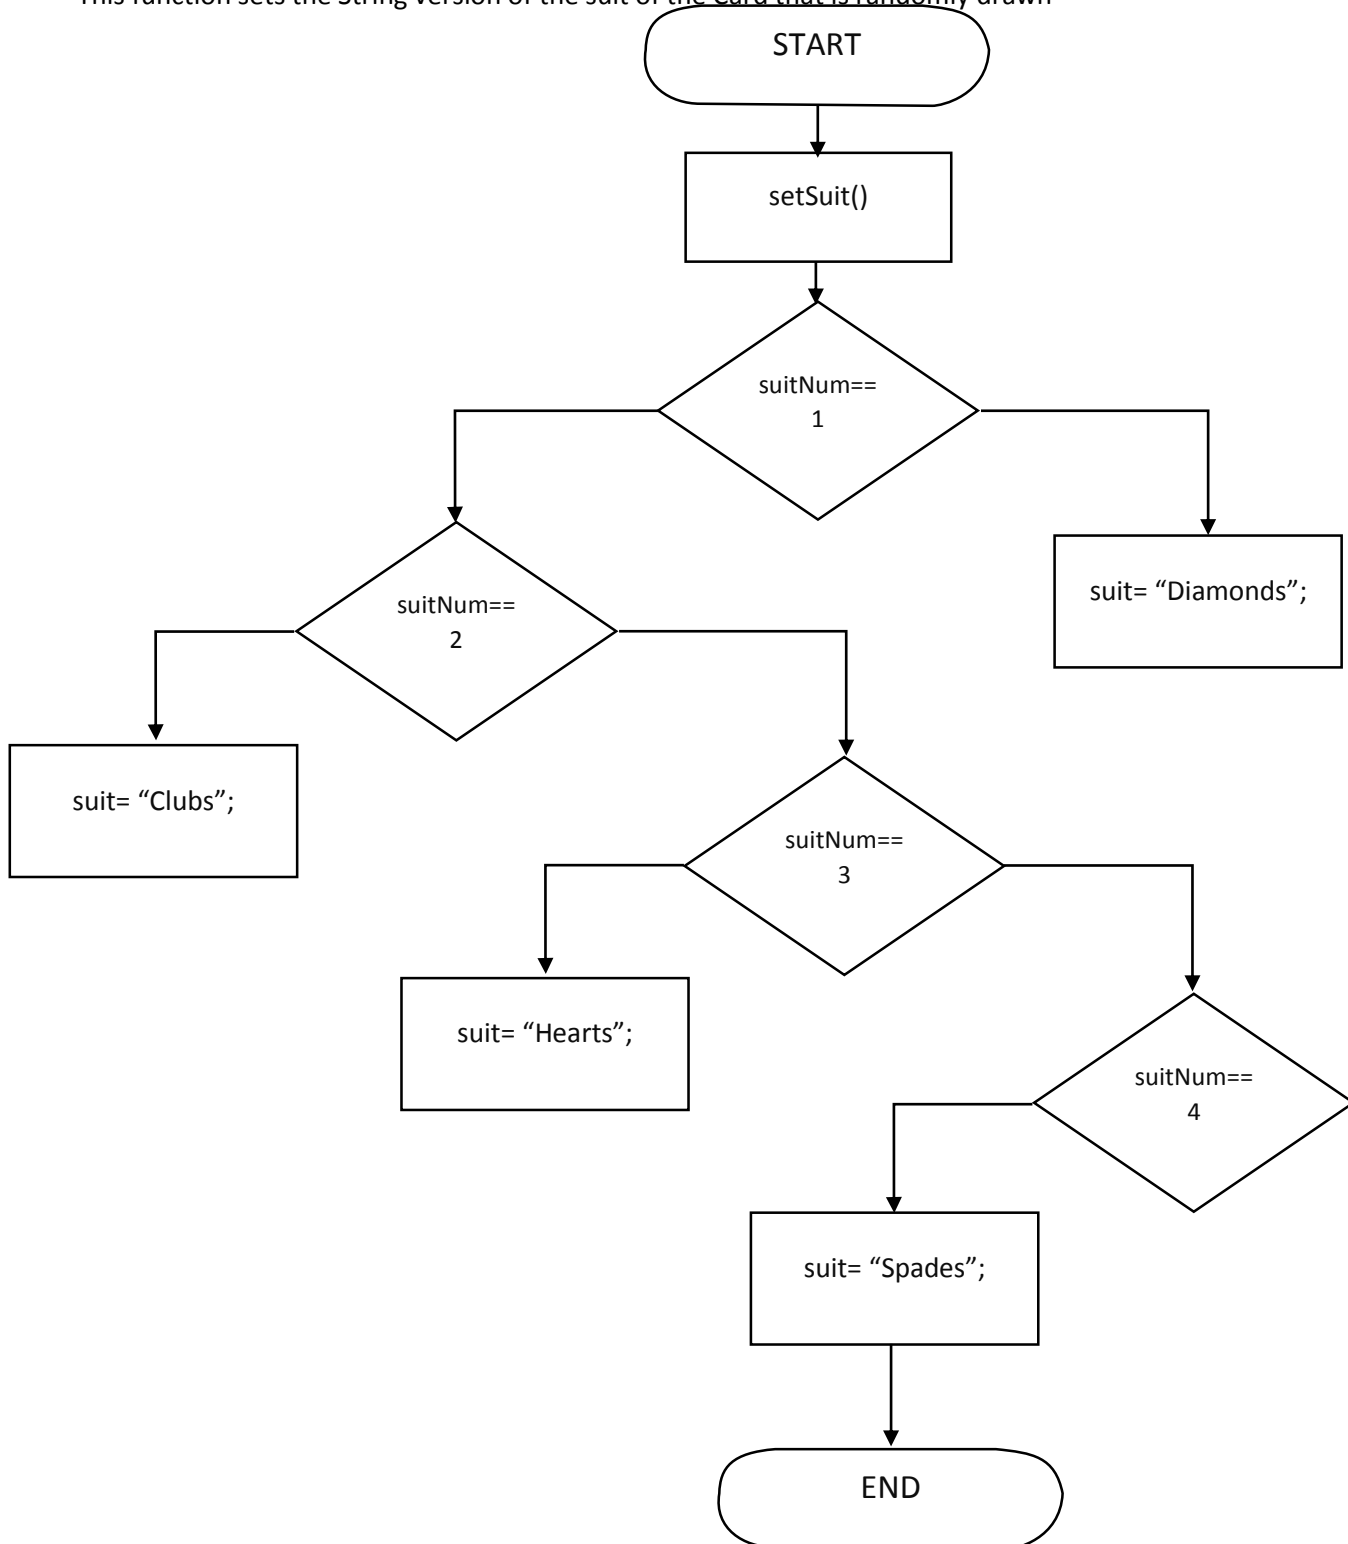 This function sets the String version of the suit of the Card that is randomly drawn
START
setSuit()
suitNum==
1
suitNum==
2
suit= “Diamonds”;
suit= “Clubs”;
suitNum==
3
suit= “Hearts”;
suitNum==
4
suit= “Spades”;
END